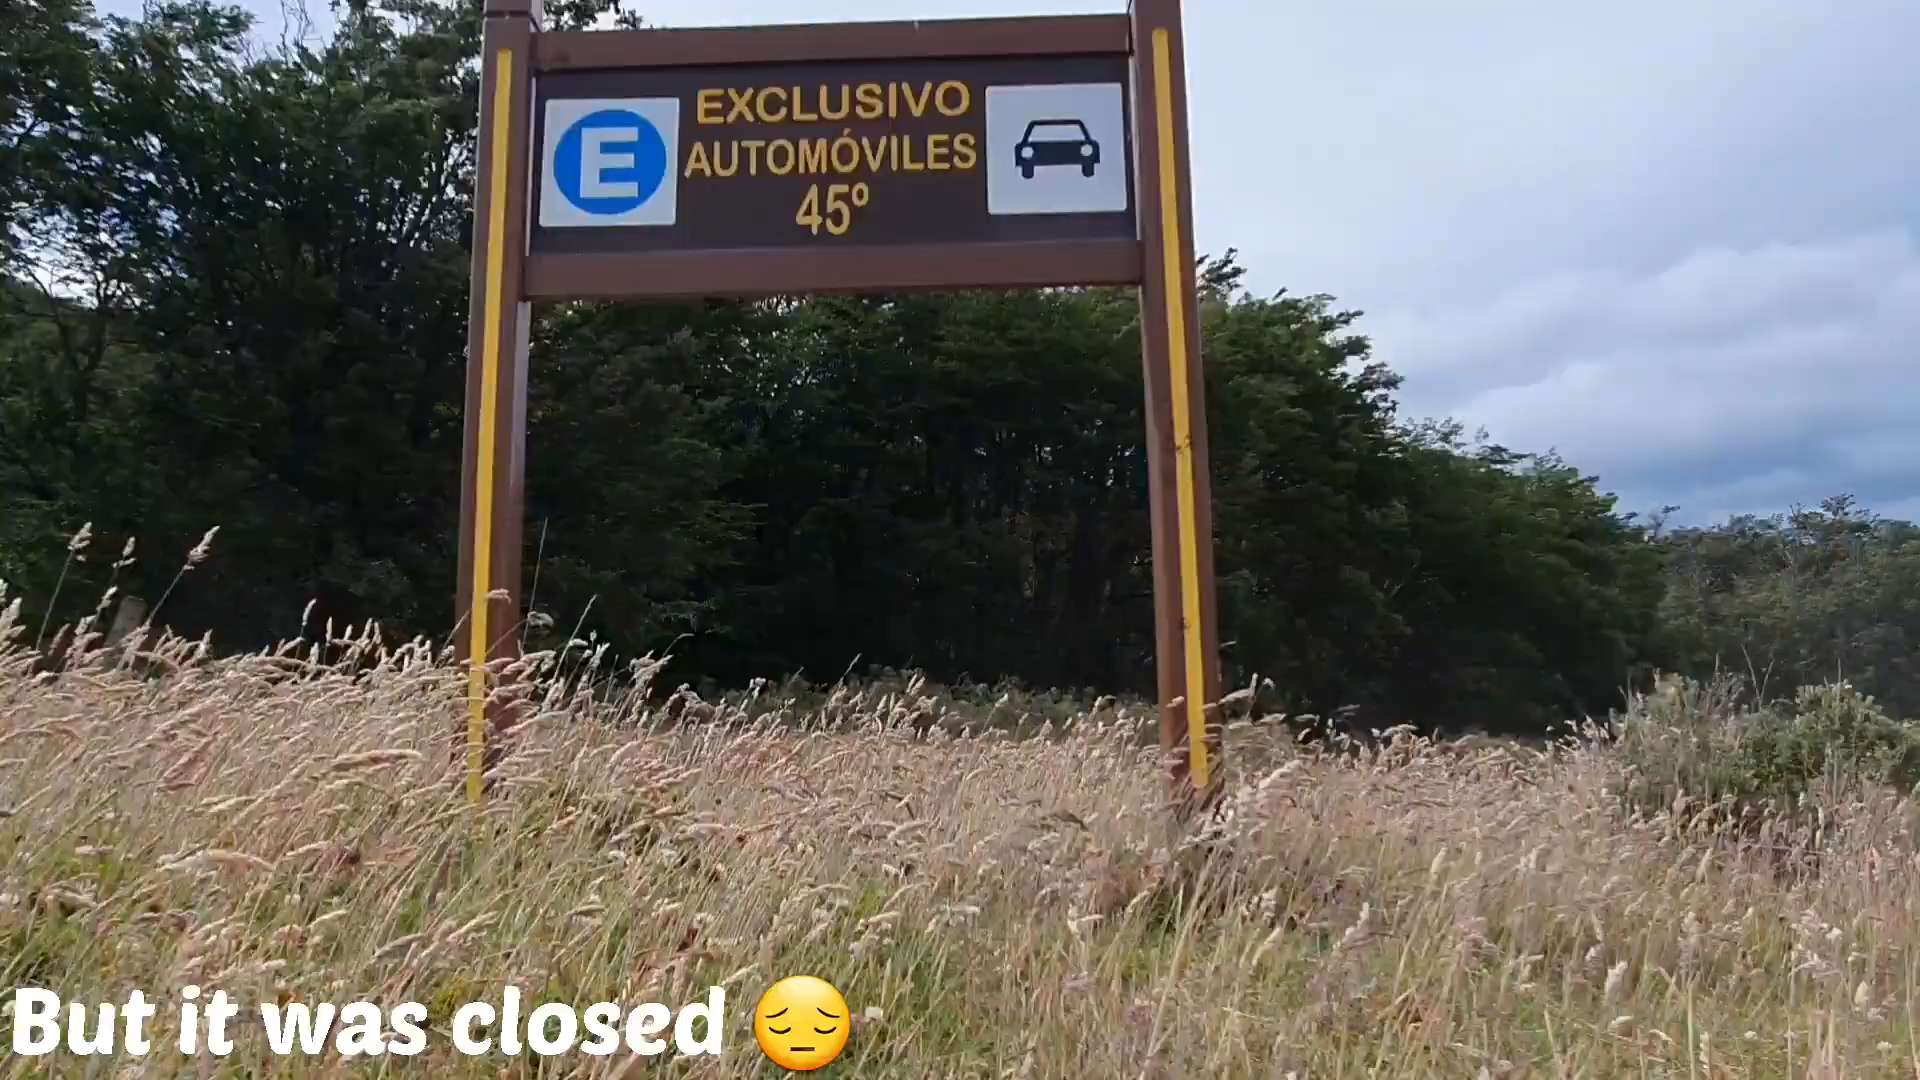 E
EXCLUSIVO
AUTOMÓVILES
45º
But it was closed 😔